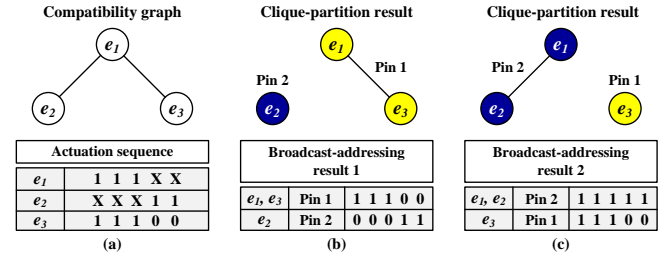 Compatibility graph
e1
e2
e3
Actuation sequence
e1 1 1 1 X X
e2 X X X 1 1
e3 1 1 1 0 0
(a)
Clique-partition result
e1
Pin 2
Pin 1
e2
e3
Broadcast-addressing
result 1
e1, e3 Pin 1 1 1 1 0 0
e2 Pin 2 0 0 0 1 1
(b)
Clique-partition result
e1
Pin 2
Pin 1
e2
e3
Broadcast-addressing
result 2
e1, e2 Pin 2 1 1 1 1 1
e3 Pin 1 1 1 1 0 0
(c)